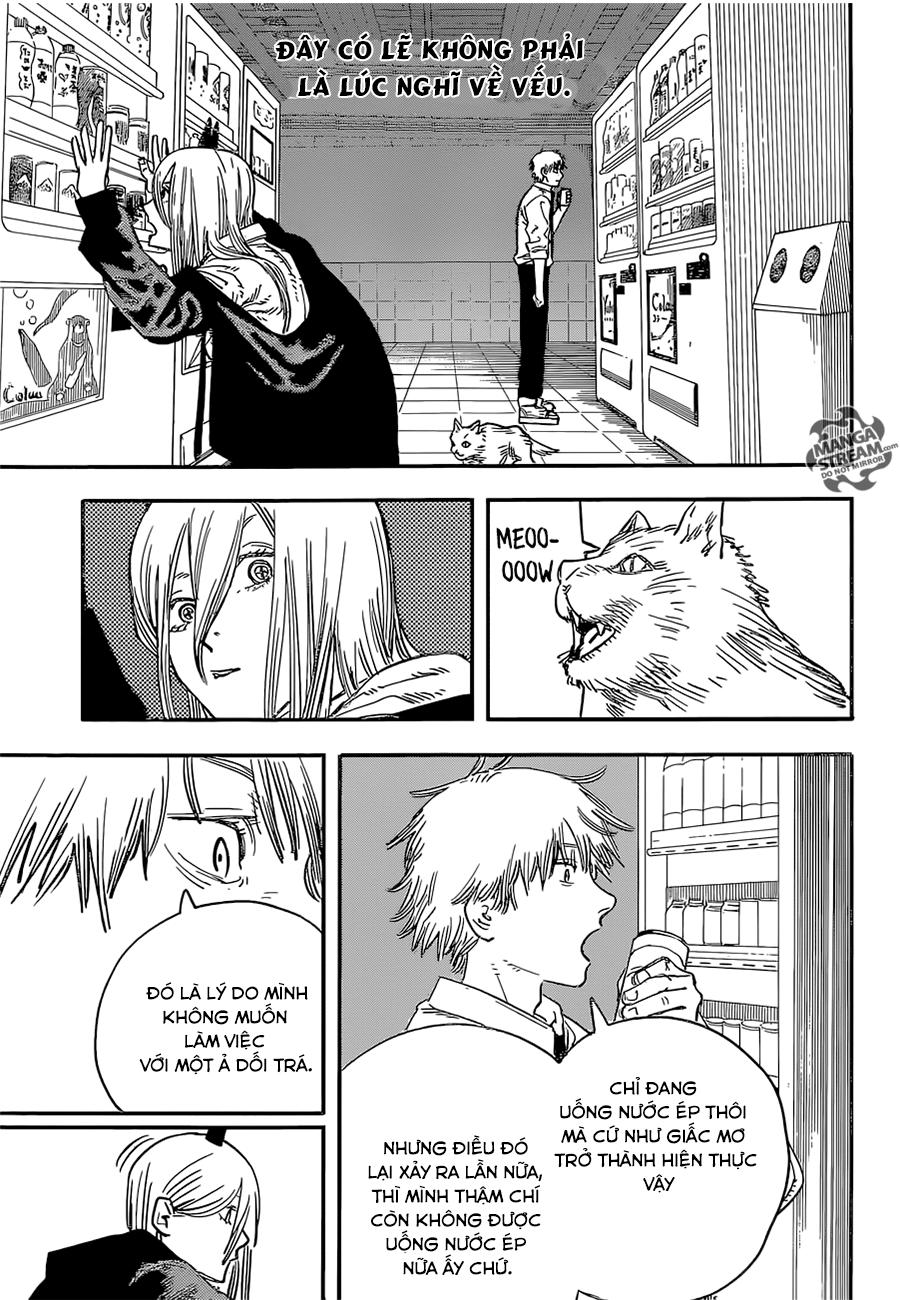 ĐÂY CÓ LẼ KHÔNG PHẢI
LÀ LÚC NGHĨ VỀ VẾU.
Cola
Colaa
MANGA
STREAM.com
DO NOT MIRROR
MEOO-
OOOW
CHỈ ĐANG
UỐNG NƯỚC ÉP THÔI
MÀ CỨ NHƯ GIẤC MƠ
TRỞ THÀNH HIỆN THỰC
VẬY
NHƯNG ĐIỀU ĐÓ
LẠI XẢY RA LẦN NỮA,
THÌ MÌNH THẬM CHÍ
CÒN KHÔNG ĐƯỢC
UỐNG NƯỚC ÉP
NỮA ẤY CHỨ.
ĐÓ LÀ LÝ DO MÌNH
KHÔNG MUỐN
LÀM VIỆC
VỚI MỘT Ả DỐI TRÁ.